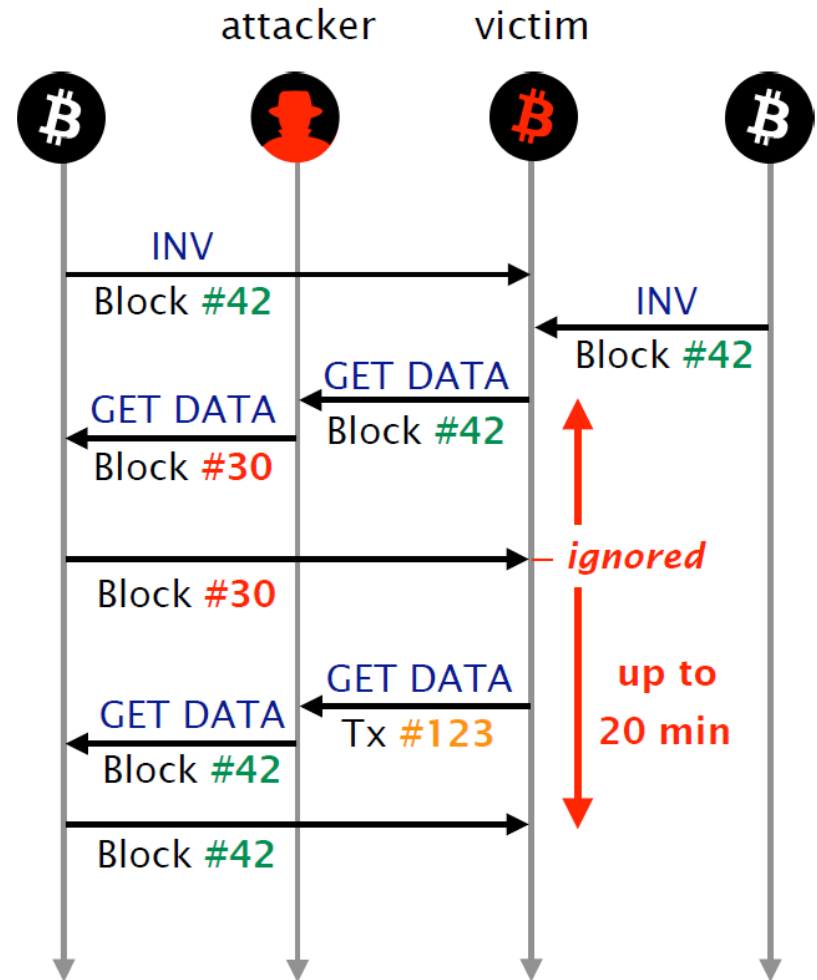 attacker victim
INV
Block #42
INV
Block #42
GET DATA
Block #42
GET DATA
Block #30
ignored
Block #30
up to
20 min
GET DATA
Tx #123
GET DATA
Block #42
Block #42